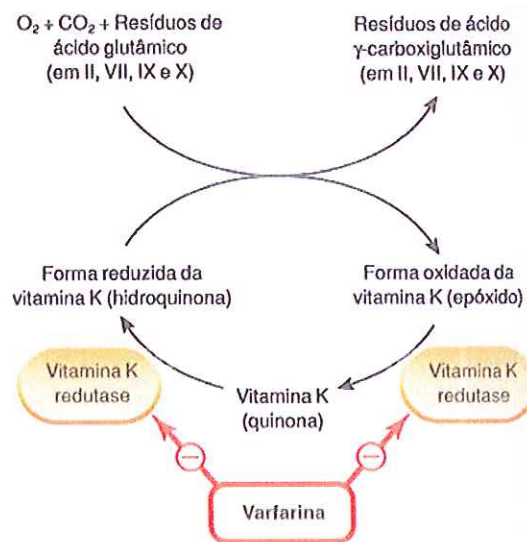 O₂ + CO₂ + Resíduos de
ácido glutâmico
(em II, VII, IX e X)
Resíduos de ácido
γ-carboxiglutâmico
(em II, VII, IX e X)
Forma reduzida da
vitamina K (hidroquinona)
Forma oxidada da
vitamina K (epóxido)
Vitamina K
redutase
Vitamina K
(quinona)
Vitamina K
redutase
−
−
Varfarina